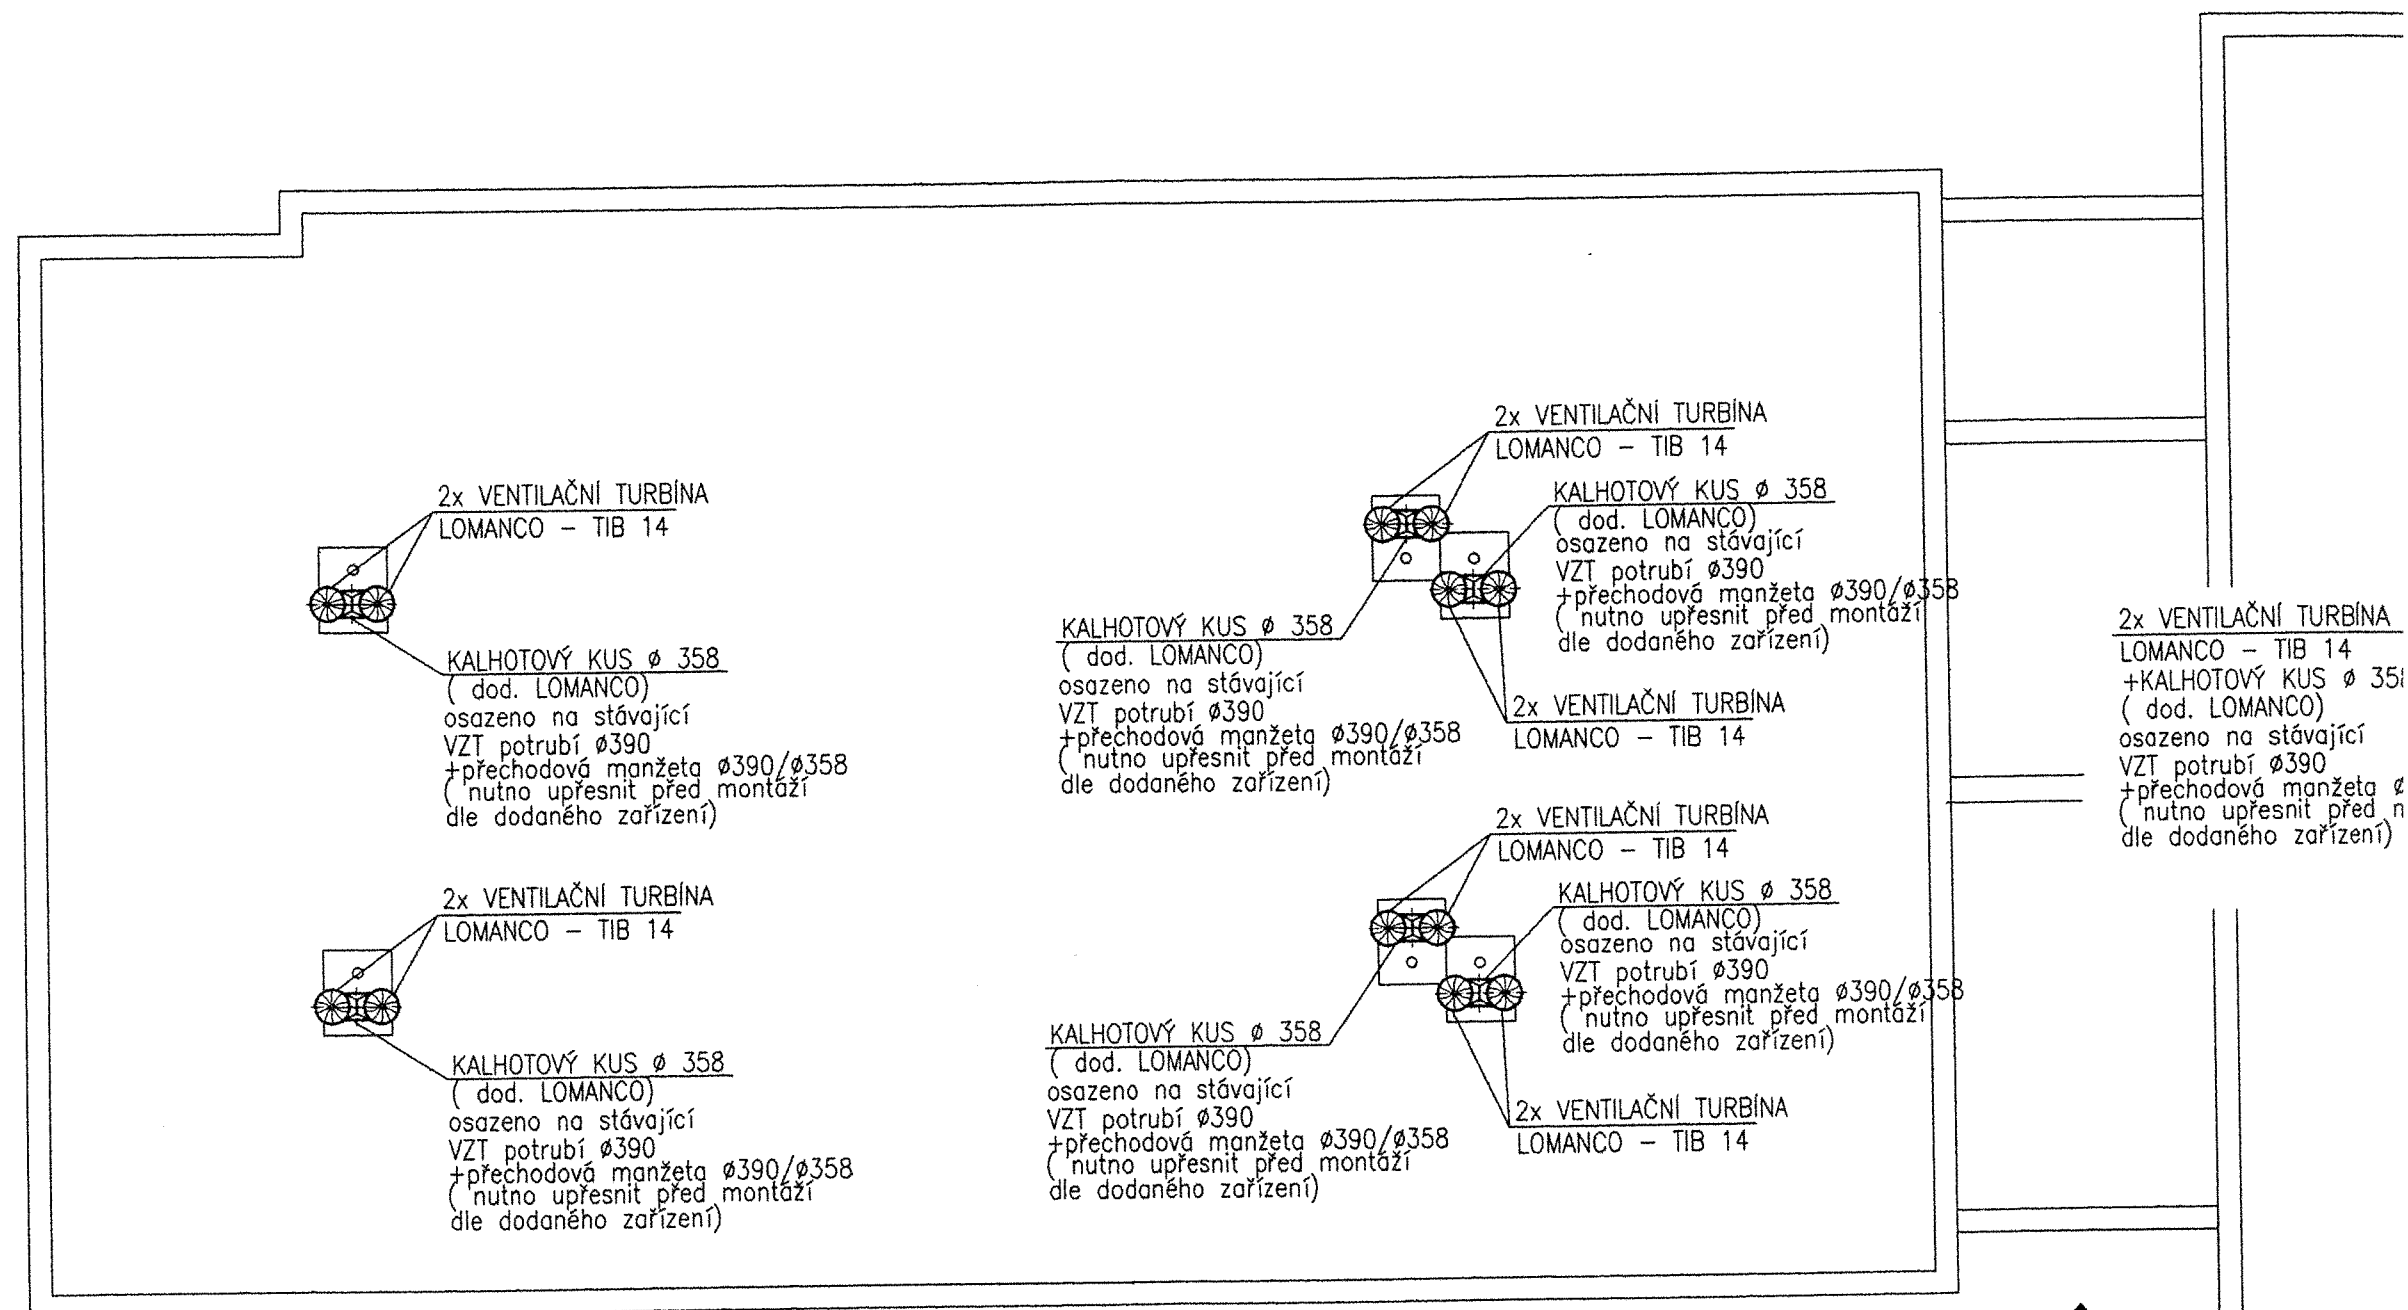 2x VENTILAČNÍ TURBÍNA
LOMANCO – TIB 14
KALHOTOVÝ KUS ø 358
( dod. LOMANCO)
osazeno na stávající
VZT potrubí ø390
+přechodová manžeta ø390/ø358
( nutno upřesnit před montáží
dle dodaného zařízení)
2x VENTILAČNÍ TURBÍNA
LOMANCO – TIB 14
KALHOTOVÝ KUS ø 358
( dod. LOMANCO)
osazeno na stávající
VZT potrubí ø390
+přechodová manžeta ø390/ø358
( nutno upřesnit před montáží
dle dodaného zařízení)
2x VENTILAČNÍ TURBÍNA
LOMANCO – TIB 14
KALHOTOVÝ KUS ø 358
( dod. LOMANCO)
osazeno na stávající
VZT potrubí ø390
+přechodová manžeta ø390/ø358
( nutno upřesnit před montáží
dle dodaného zařízení)
KALHOTOVÝ KUS ø 358
( dod. LOMANCO)
osazeno na stávající
VZT potrubí ø390
+přechodová manžeta ø390/ø358
( nutno upřesnit před montáží
dle dodaného zařízení)
2x VENTILAČNÍ TURBÍNA
LOMANCO – TIB 14
2x VENTILAČNÍ TURBÍNA
LOMANCO – TIB 14
KALHOTOVÝ KUS ø 358
( dod. LOMANCO)
osazeno na stávající
VZT potrubí ø390
+přechodová manžeta ø390/ø358
( nutno upřesnit před montáží
dle dodaného zařízení)
KALHOTOVÝ KUS ø 358
( dod. LOMANCO)
osazeno na stávající
VZT potrubí ø390
+přechodová manžeta ø390/ø358
( nutno upřesnit před montáží
dle dodaného zařízení)
2x VENTILAČNÍ TURBÍNA
LOMANCO – TIB 14
2x VENTILAČNÍ TURBÍNA
LOMANCO – TIB 14
+KALHOTOVÝ KUS ø 358
( dod. LOMANCO)
osazeno na stávající
VZT potrubí ø390
+přechodová manžeta
( nutno upřesnit před
dle dodaného zařízení)